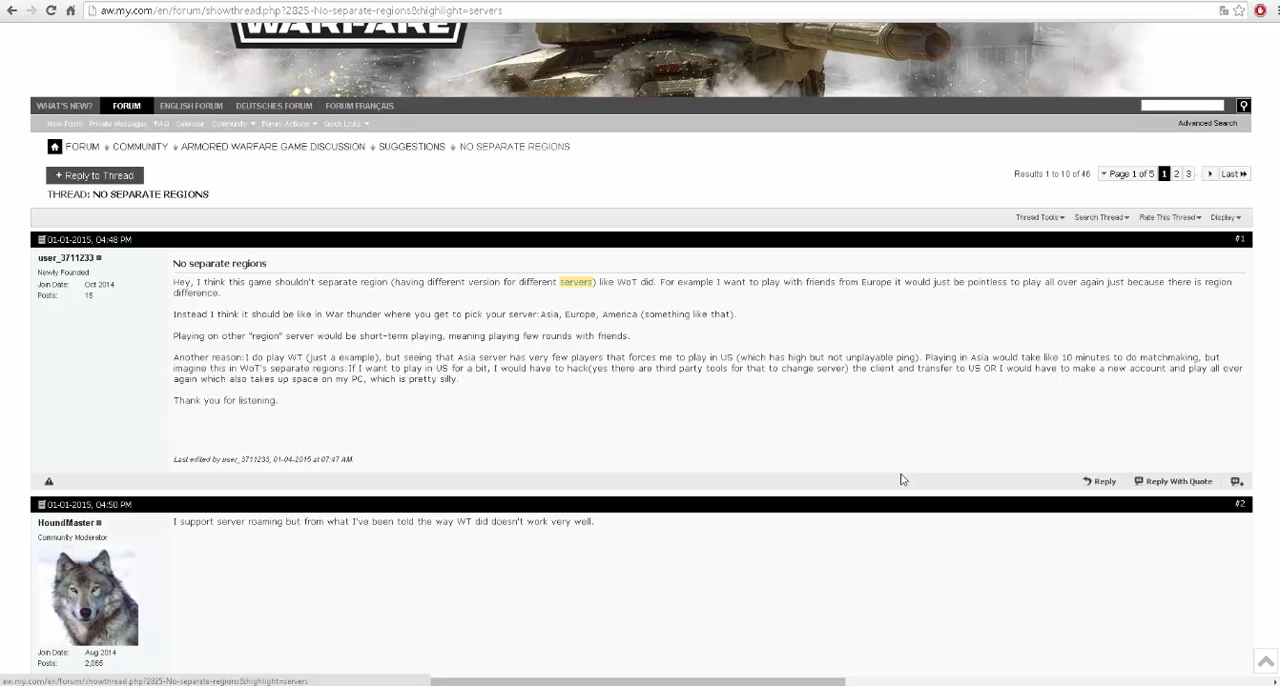 aw.my.com/en/forum/showthread.php?2825-No-separate-regions&highlight=servers
WARFARE
WHAT'S NEW? FORUM ENGLISH FORUM DEUTSCHES FORUM FORUM FRANÇAIS
New Posts Private Messages FAQ Calendar Community Forum Actions Quick Links Advanced Search
FORUM COMMUNITY ARMORED WARFARE GAME DISCUSSION SUGGESTIONS NO SEPARATE REGIONS
+ Reply to Thread Results 1 to 10 of 46 Page 1 of 5 1 2 3 ... Last
THREAD: NO SEPARATE REGIONS
Thread Tools Search Thread Rate This Thread Display
01-01-2015, 04:48 PM #1
user_3711233
Newly Founded
Join Date: Oct 2014
Posts: 15
No separate regions
Hey, I think this game shouldn't separate region (having different version for different servers) like WoT did. For example I want to play with friends from Europe it would just be pointless to play all over again just because there is region
difference.
Instead I think it should be like in War thunder where you get to pick your server:Asia, Europe, America (something like that).
Playing on other "region" server would be short-term playing, meaning playing few rounds with friends.
Another reason:I do play WT (just a example), but seeing that Asia server has very few players that forces me to play in US (which has high but not unplayable ping). Playing in Asia would take like 10 minutes to do matchmaking, but
imagine this in WoT's separate regions:If I want to play in US for a bit, I would have to hack(yes there are third party tools for that to change server) the client and transfer to US OR I would have to make a new account and play all over
again which also takes up space on my PC, which is pretty silly.
Thank you for listening.
Last edited by user_3711233, 01-04-2015 at 07:47 AM.
Reply Reply With Quote
01-01-2015, 04:50 PM #2
HoundMaster
Community Moderator
Join Date: Aug 2014
Posts: 2,065
I support server roaming but from what I've been told the way WT did doesn't work very well.
aw.my.com/en/forum/showthread.php?2825-No-separate-regions&highlight=servers